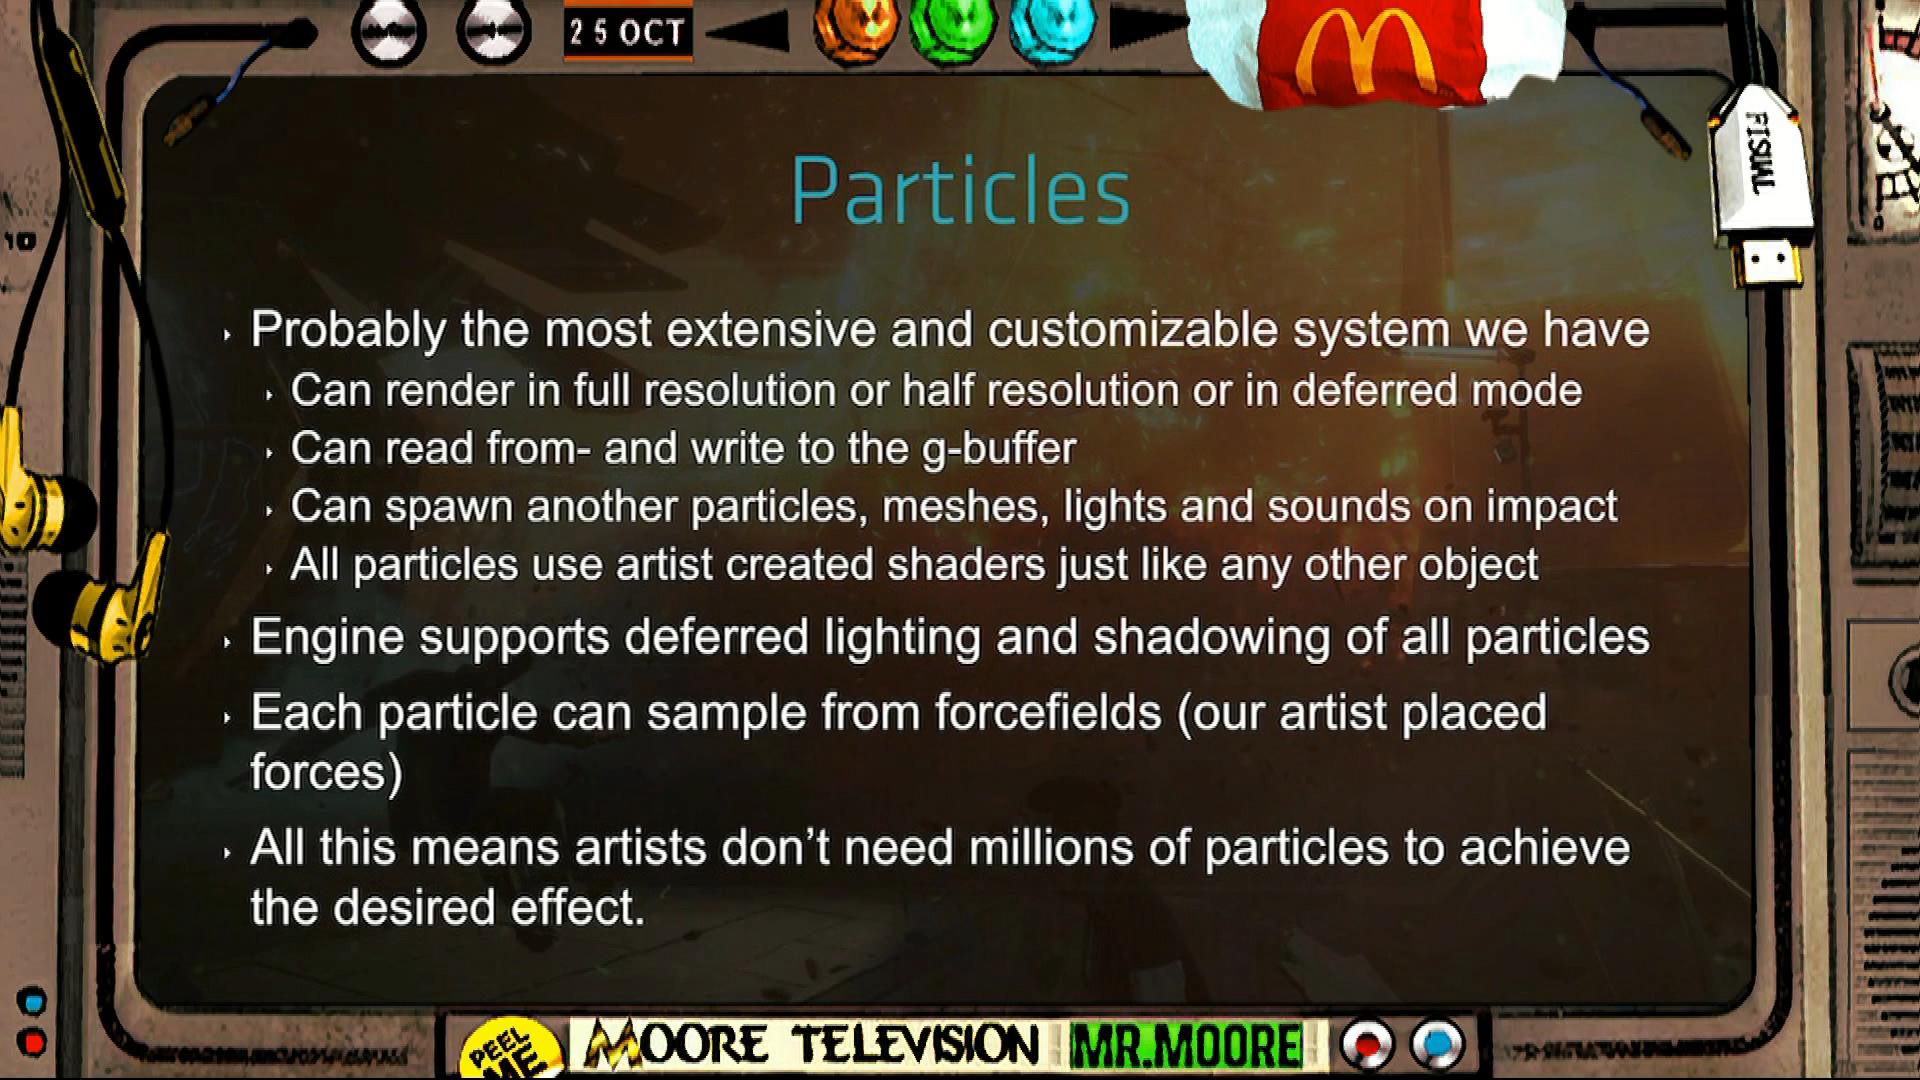 25 OCT
FISUAL
10
Particles
Probably the most extensive and customizable system we have
Can render in full resolution or half resolution or in deferred mode
Can read from- and write to the g-buffer
Can spawn another particles, meshes, lights and sounds on impact
All particles use artist created shaders just like any other object
Engine supports deferred lighting and shadowing of all particles
Each particle can sample from forcefields (our artist placed
forces)
All this means artists don’t need millions of particles to achieve
the desired effect.
PEEL
ME
MOORE TELEVISION MR.MOORE